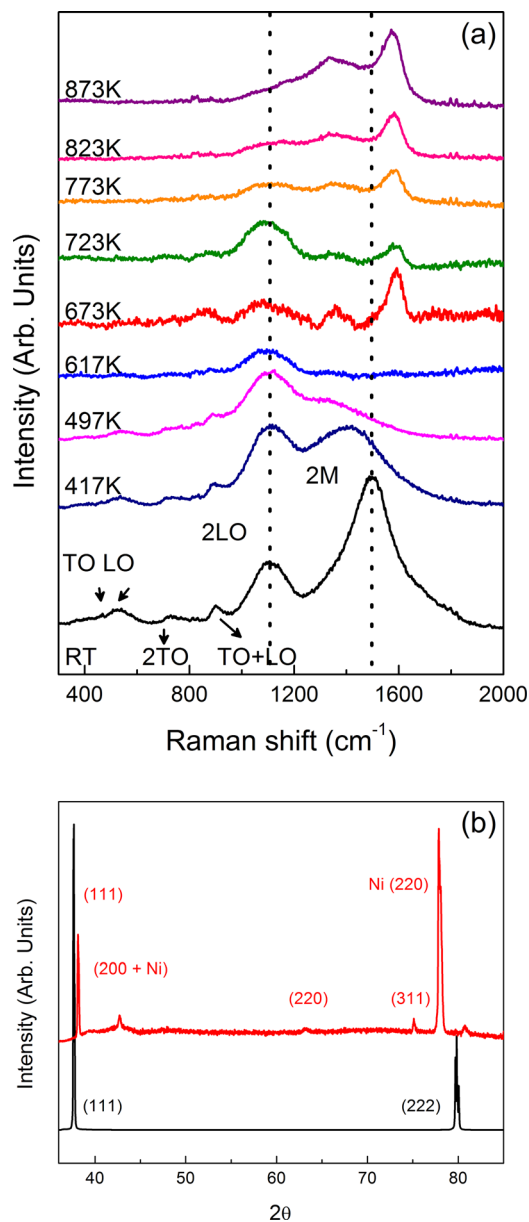 (a)
873K
823K
773K
723K
673K
617K
497K
417K
2M
2LO
TO LO
RT
2TO
TO+LO
Intensity (Arb. Units)
400
800
1200
1600
2000
Raman shift (cm-1)
(b)
(111)
Ni (220)
(200 + Ni)
(220)
(311)
(111)
(222)
Intensity (Arb. Units)
40
50
60
70
80
2θ